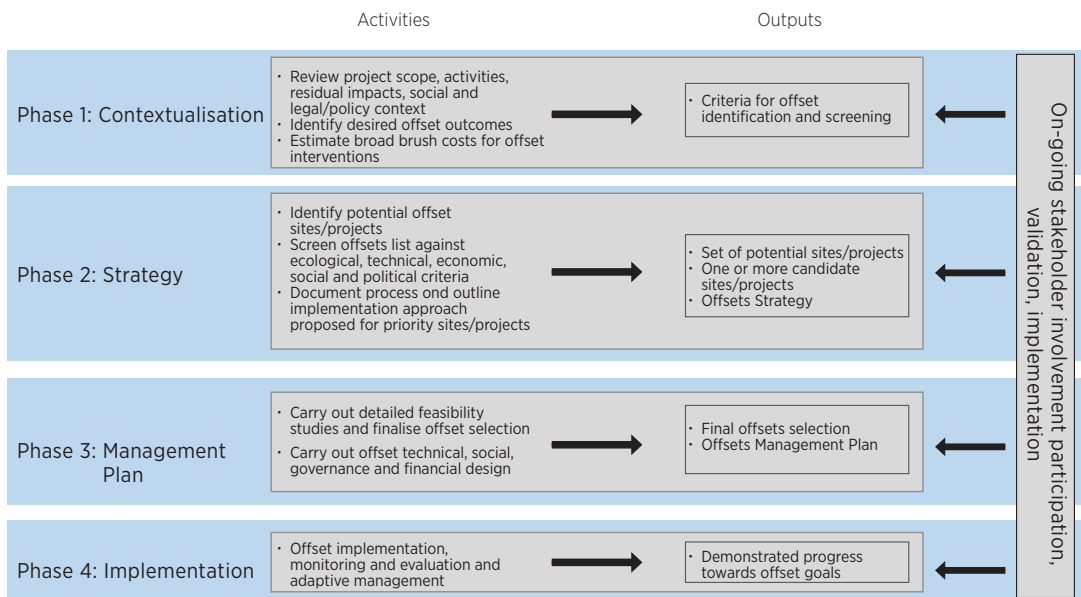 Activities
Outputs
Phase 1: Contextualisation
· Review project scope, activities,
residual impacts, social and
legal/policy context
· Identify desired offset outcomes
· Estimate broad brush costs for offset
interventions
· Criteria for offset
identification and screening
Phase 2: Strategy
· Identify potential offset
sites/projects
· Screen offsets list against
ecological, technical, economic,
social and political criteria
· Document process ond outline
implementation approach
proposed for priority sites/projects
· Set of potential sites/projects
· One or more candidate
sites/projects
· Offsets Strategy
Phase 3: Management
Plan
· Carry out detailed feasibility
studies and finalise offset selection
· Carry out offset technical, social,
governance and financial design
· Final offsets selection
· Offsets Management Plan
Phase 4: Implementation
· Offset implementation,
monitoring and evaluation and
adaptive management
· Demonstrated progress
towards offset goals
On-going stakeholder involvement participation,
validation, implementation